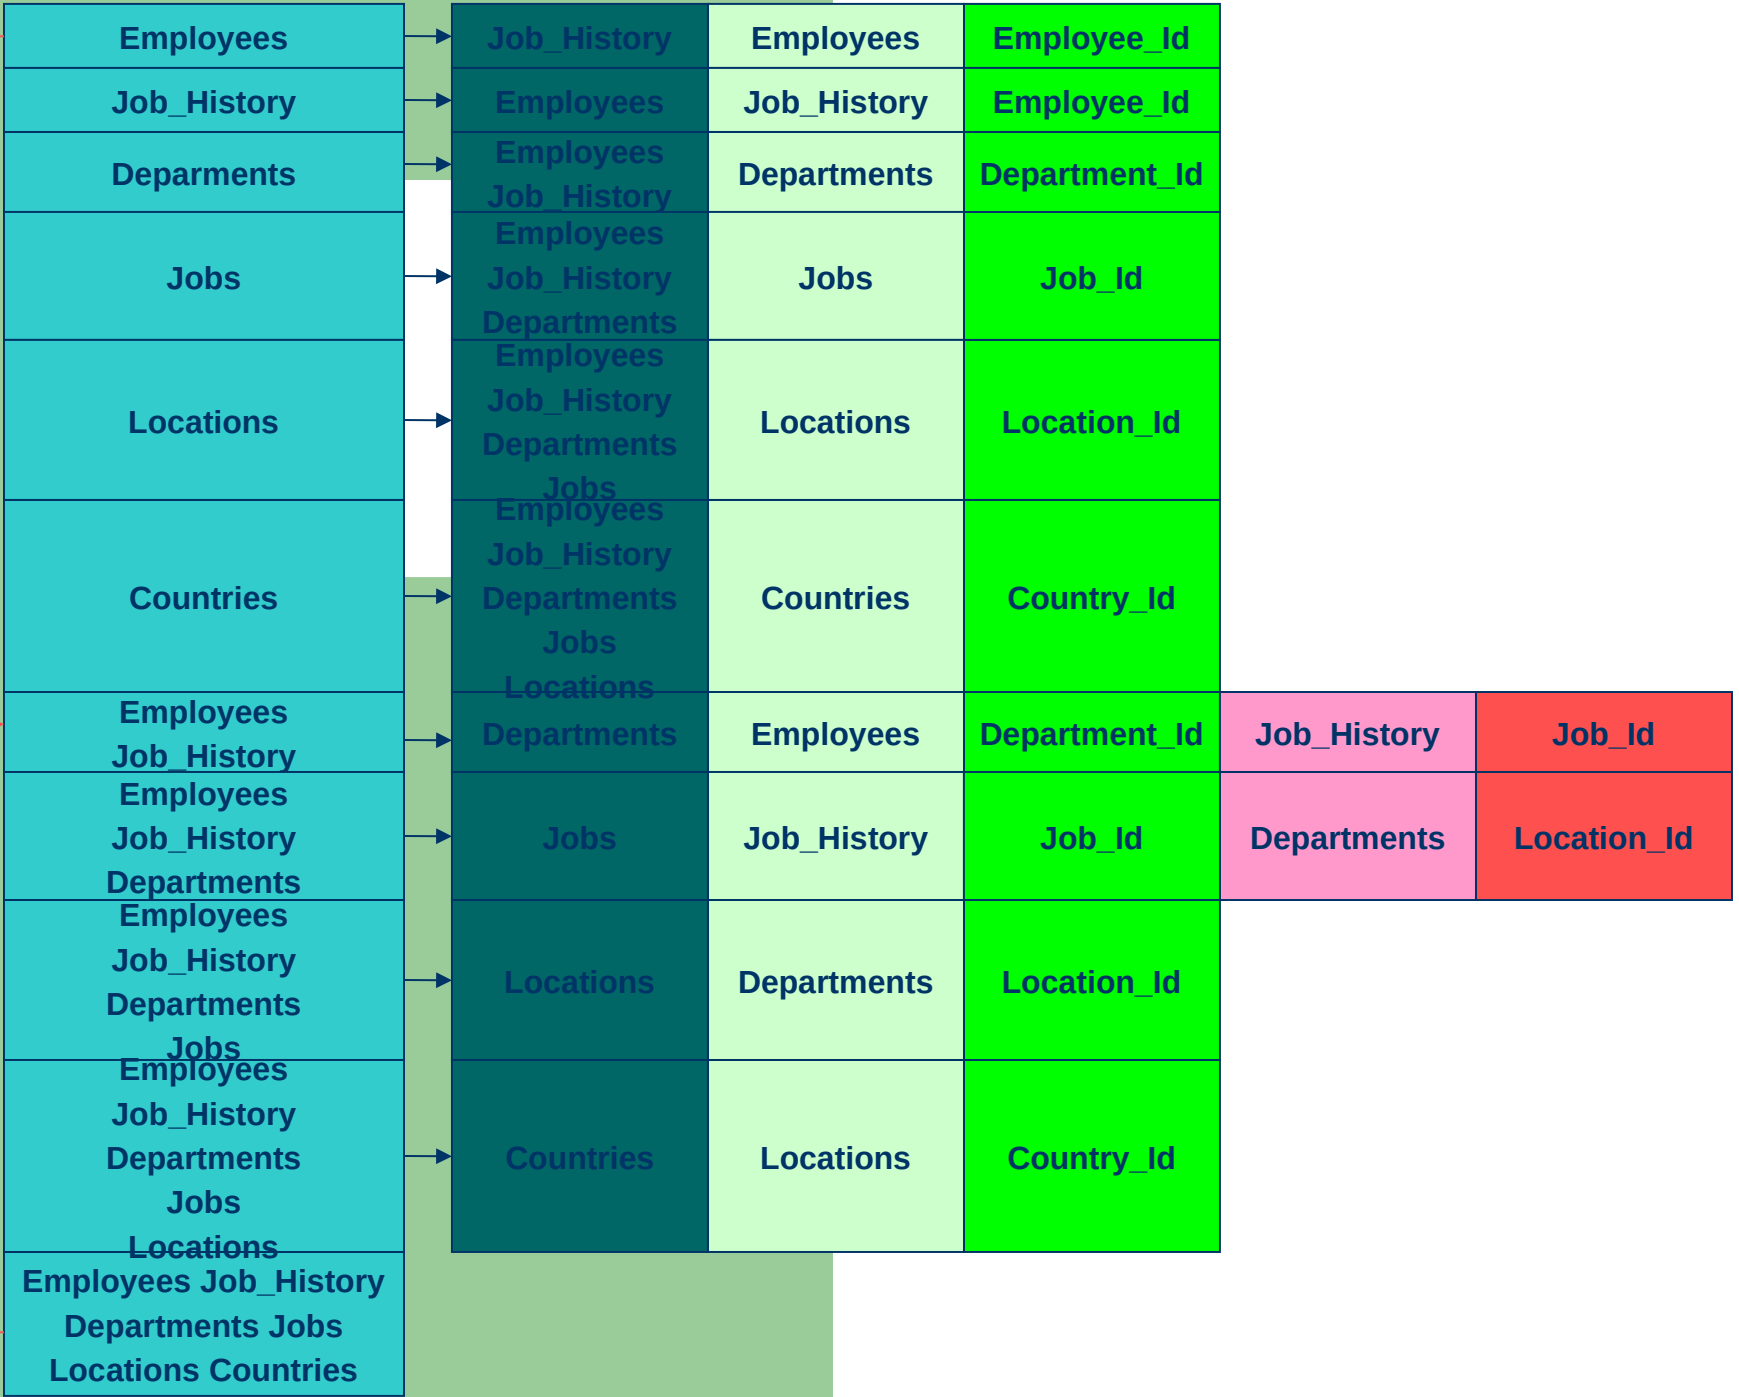 Employees
Job_History
Employees
Employee_Id
Job_History
Employees
Job_History
Employee_Id
Deparments
Employees
Job_History
Departments
Department_Id
Jobs
Employees
Job_History
Departments
Jobs
Job_Id
Locations
Employees
Job_History
Departments
Jobs
Locations
Location_Id
Countries
Employees
Job_History
Departments
Jobs
Locations
Countries
Country_Id
Employees
Job_History
Departments
Employees
Department_Id
Job_History
Job_Id
Employees
Job_History
Departments
Jobs
Job_History
Job_Id
Departments
Location_Id
Employees
Job_History
Departments
Jobs
Locations
Departments
Location_Id
Employees
Job_History
Departments
Jobs
Locations
Countries
Locations
Country_Id
Employees Job_History
Departments Jobs
Locations Countries